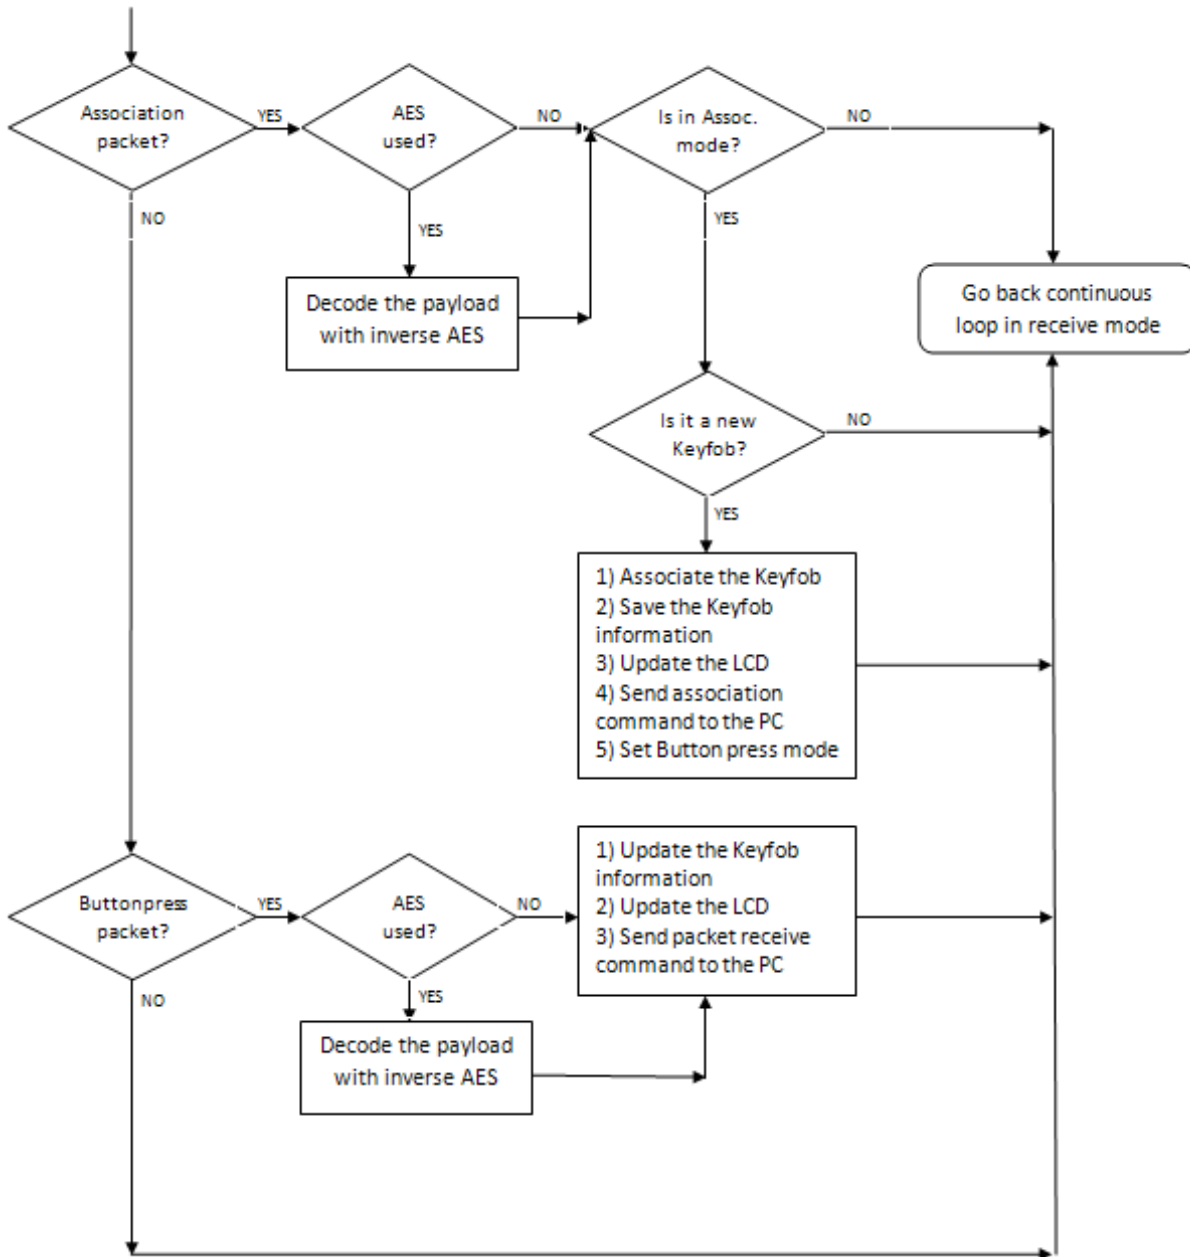 Association
packet?
YES
AES
used?
NO
Is in Assoc.
mode?
NO
NO
YES
YES
Decode the payload
with inverse AES
Go back continuous
loop in receive mode
Is it a new
Keyfob?
NO
YES
1) Associate the Keyfob
2) Save the Keyfob
information
3) Update the LCD
4) Send association
command to the PC
5) Set Button press mode
Buttonpress
packet?
YES
AES
used?
NO
1) Update the Keyfob
information
2) Update the LCD
3) Send packet receive
command to the PC
NO
YES
Decode the payload
with inverse AES